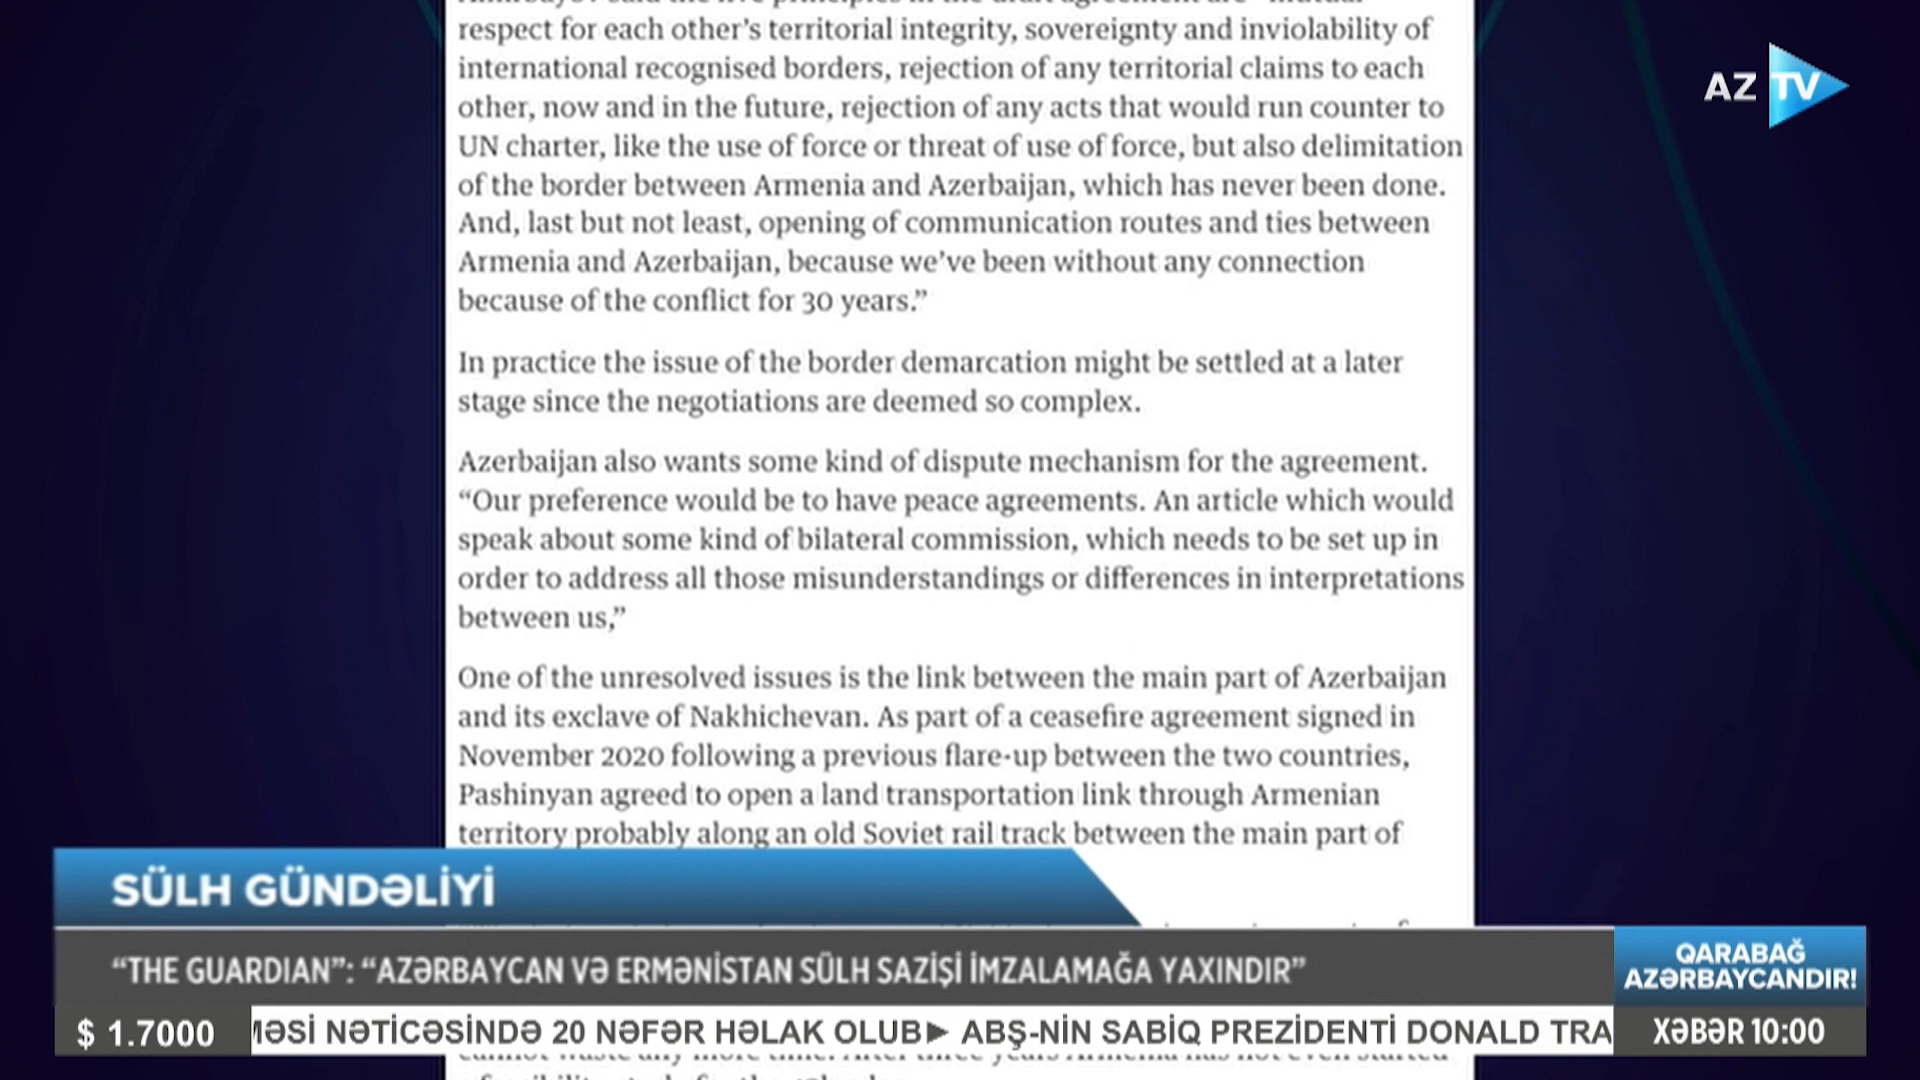 respect for each other’s territorial integrity, sovereignty and inviolability of
international recognised borders, rejection of any territorial claims to each
other, now and in the future, rejection of any acts that would run counter to
UN charter, like the use of force or threat of use of force, but also delimitation
of the border between Armenia and Azerbaijan, which has never been done.
And, last but not least, opening of communication routes and ties between
Armenia and Azerbaijan, because we’ve been without any connection
because of the conflict for 30 years.”
In practice the issue of the border demarcation might be settled at a later
stage since the negotiations are deemed so complex.
Azerbaijan also wants some kind of dispute mechanism for the agreement.
“Our preference would be to have peace agreements. An article which would
speak about some kind of bilateral commission, which needs to be set up in
order to address all those misunderstandings or differences in interpretations
between us,”
One of the unresolved issues is the link between the main part of Azerbaijan
and its exclave of Nakhichevan. As part of a ceasefire agreement signed in
November 2020 following a previous flare-up between the two countries,
Pashinyan agreed to open a land transportation link through Armenian
territory probably along an old Soviet rail track between the main part of
AZ TV
SÜLH GÜNDƏLİYİ
“THE GUARDIAN”: “AZƏRBAYCAN VƏ ERMƏNİSTAN SÜLH SAZİŞİ İMZALAMAĞA YAXINDIR”
QARABAĞ
AZƏRBAYCANDIR!
$ 1.7000
NƏTİCƏSİNDƏ 20 NƏFƏR HƏLAK OLUB► ABŞ-NİN SABİQ PREZİDENTİ DONALD TRA
XƏBƏR 10:00